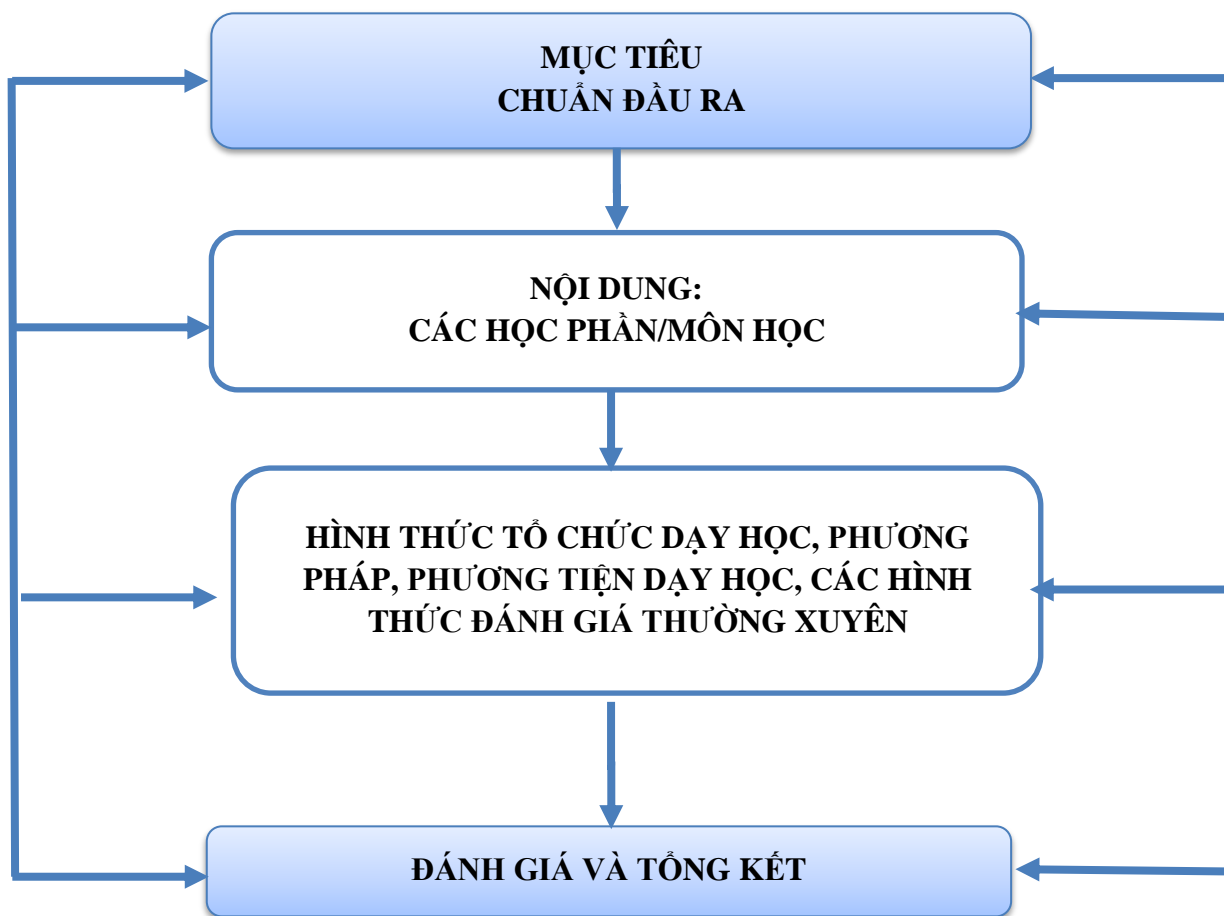 MỤC TIÊU
CHUẨN ĐẦU RA
NỘI DUNG:
CÁC HỌC PHẦN/MÔN HỌC
HÌNH THỨC TỔ CHỨC DẠY HỌC, PHƯƠNG
PHÁP, PHƯƠNG TIỆN DẠY HỌC, CÁC HÌNH
THỨC ĐÁNH GIÁ THƯỜNG XUYÊN
ĐÁNH GIÁ VÀ TỔNG KẾT